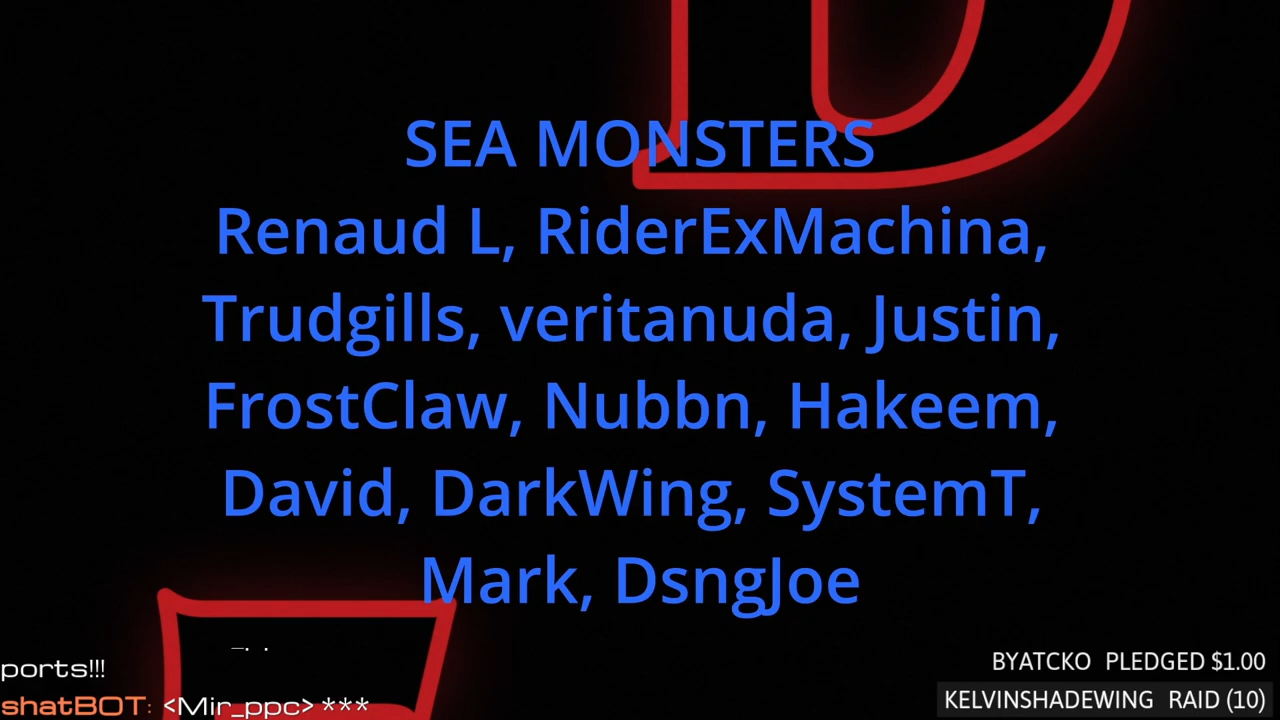 SEA MONSTERS
Renaud L, RiderExMachina,
Trudgills, veritanuda, Justin,
FrostClaw, Nubbn, Hakeem,
David, DarkWing, SystemT,
Mark, DsngJoe
ports!!!
shatBOT: <Mir_ppc> ***
BYATCKO PLEDGED $1.00
KELVINSHADEWING RAID (10)